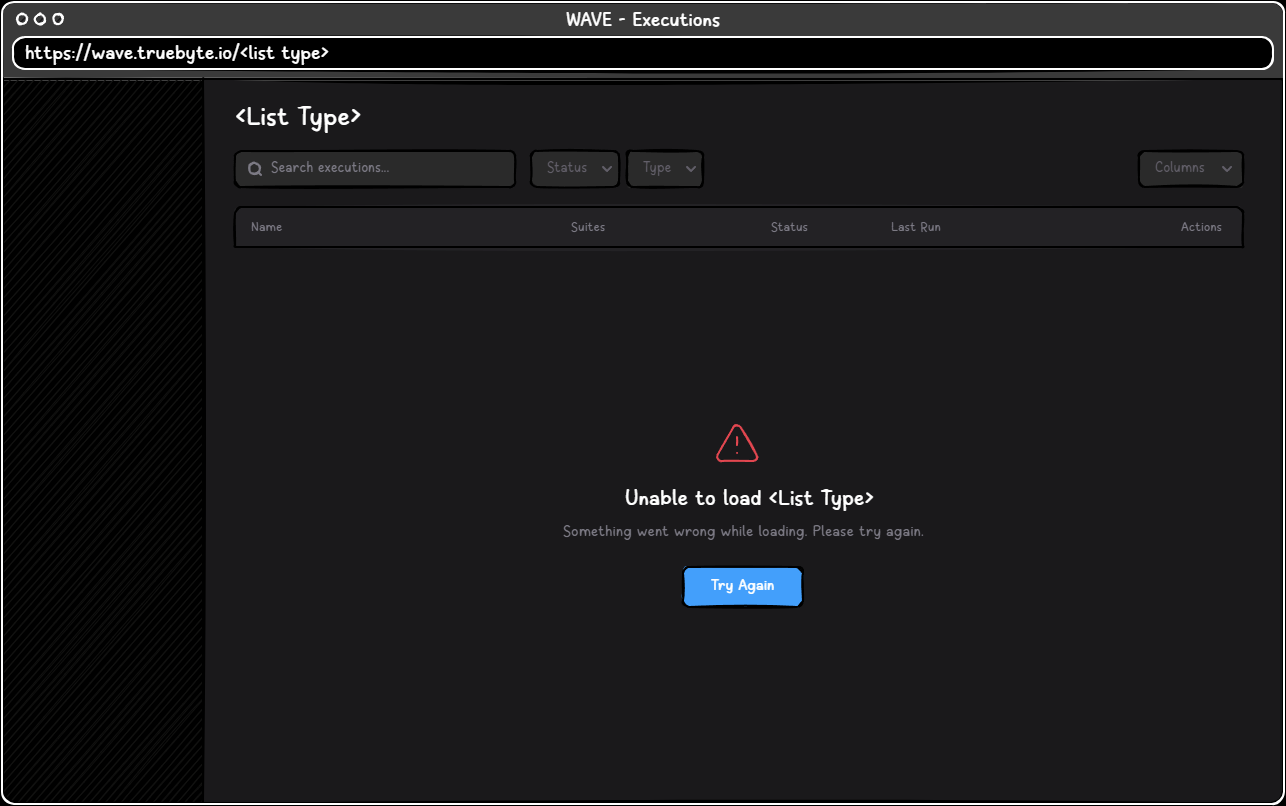 WAVE - Executions
https://wave.truebyte.io/<list type>
<List Type>
Search executions...
Status
Type
Columns
Name
Suites
Status
Last Run
Actions
Unable to load <List Type>
Something went wrong while loading. Please try again.
Try Again